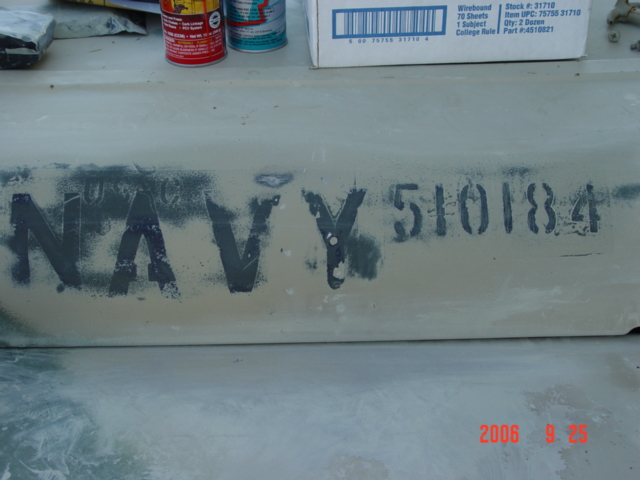 Wirebound
70 Sheets
1 Subject
College Rule
Stock #: 31710
Item UPC: 75755 31710
Qty: 2 Dozen
Part #: 4510821
NAVY 510184
2006 9 25